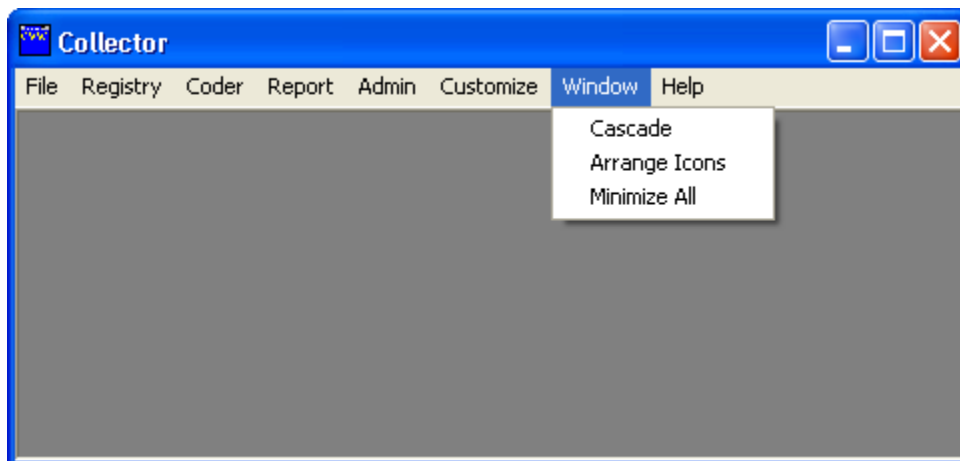 Collector
File Registry Coder Report Admin Customize Window Help
Cascade
Arrange Icons
Minimize All